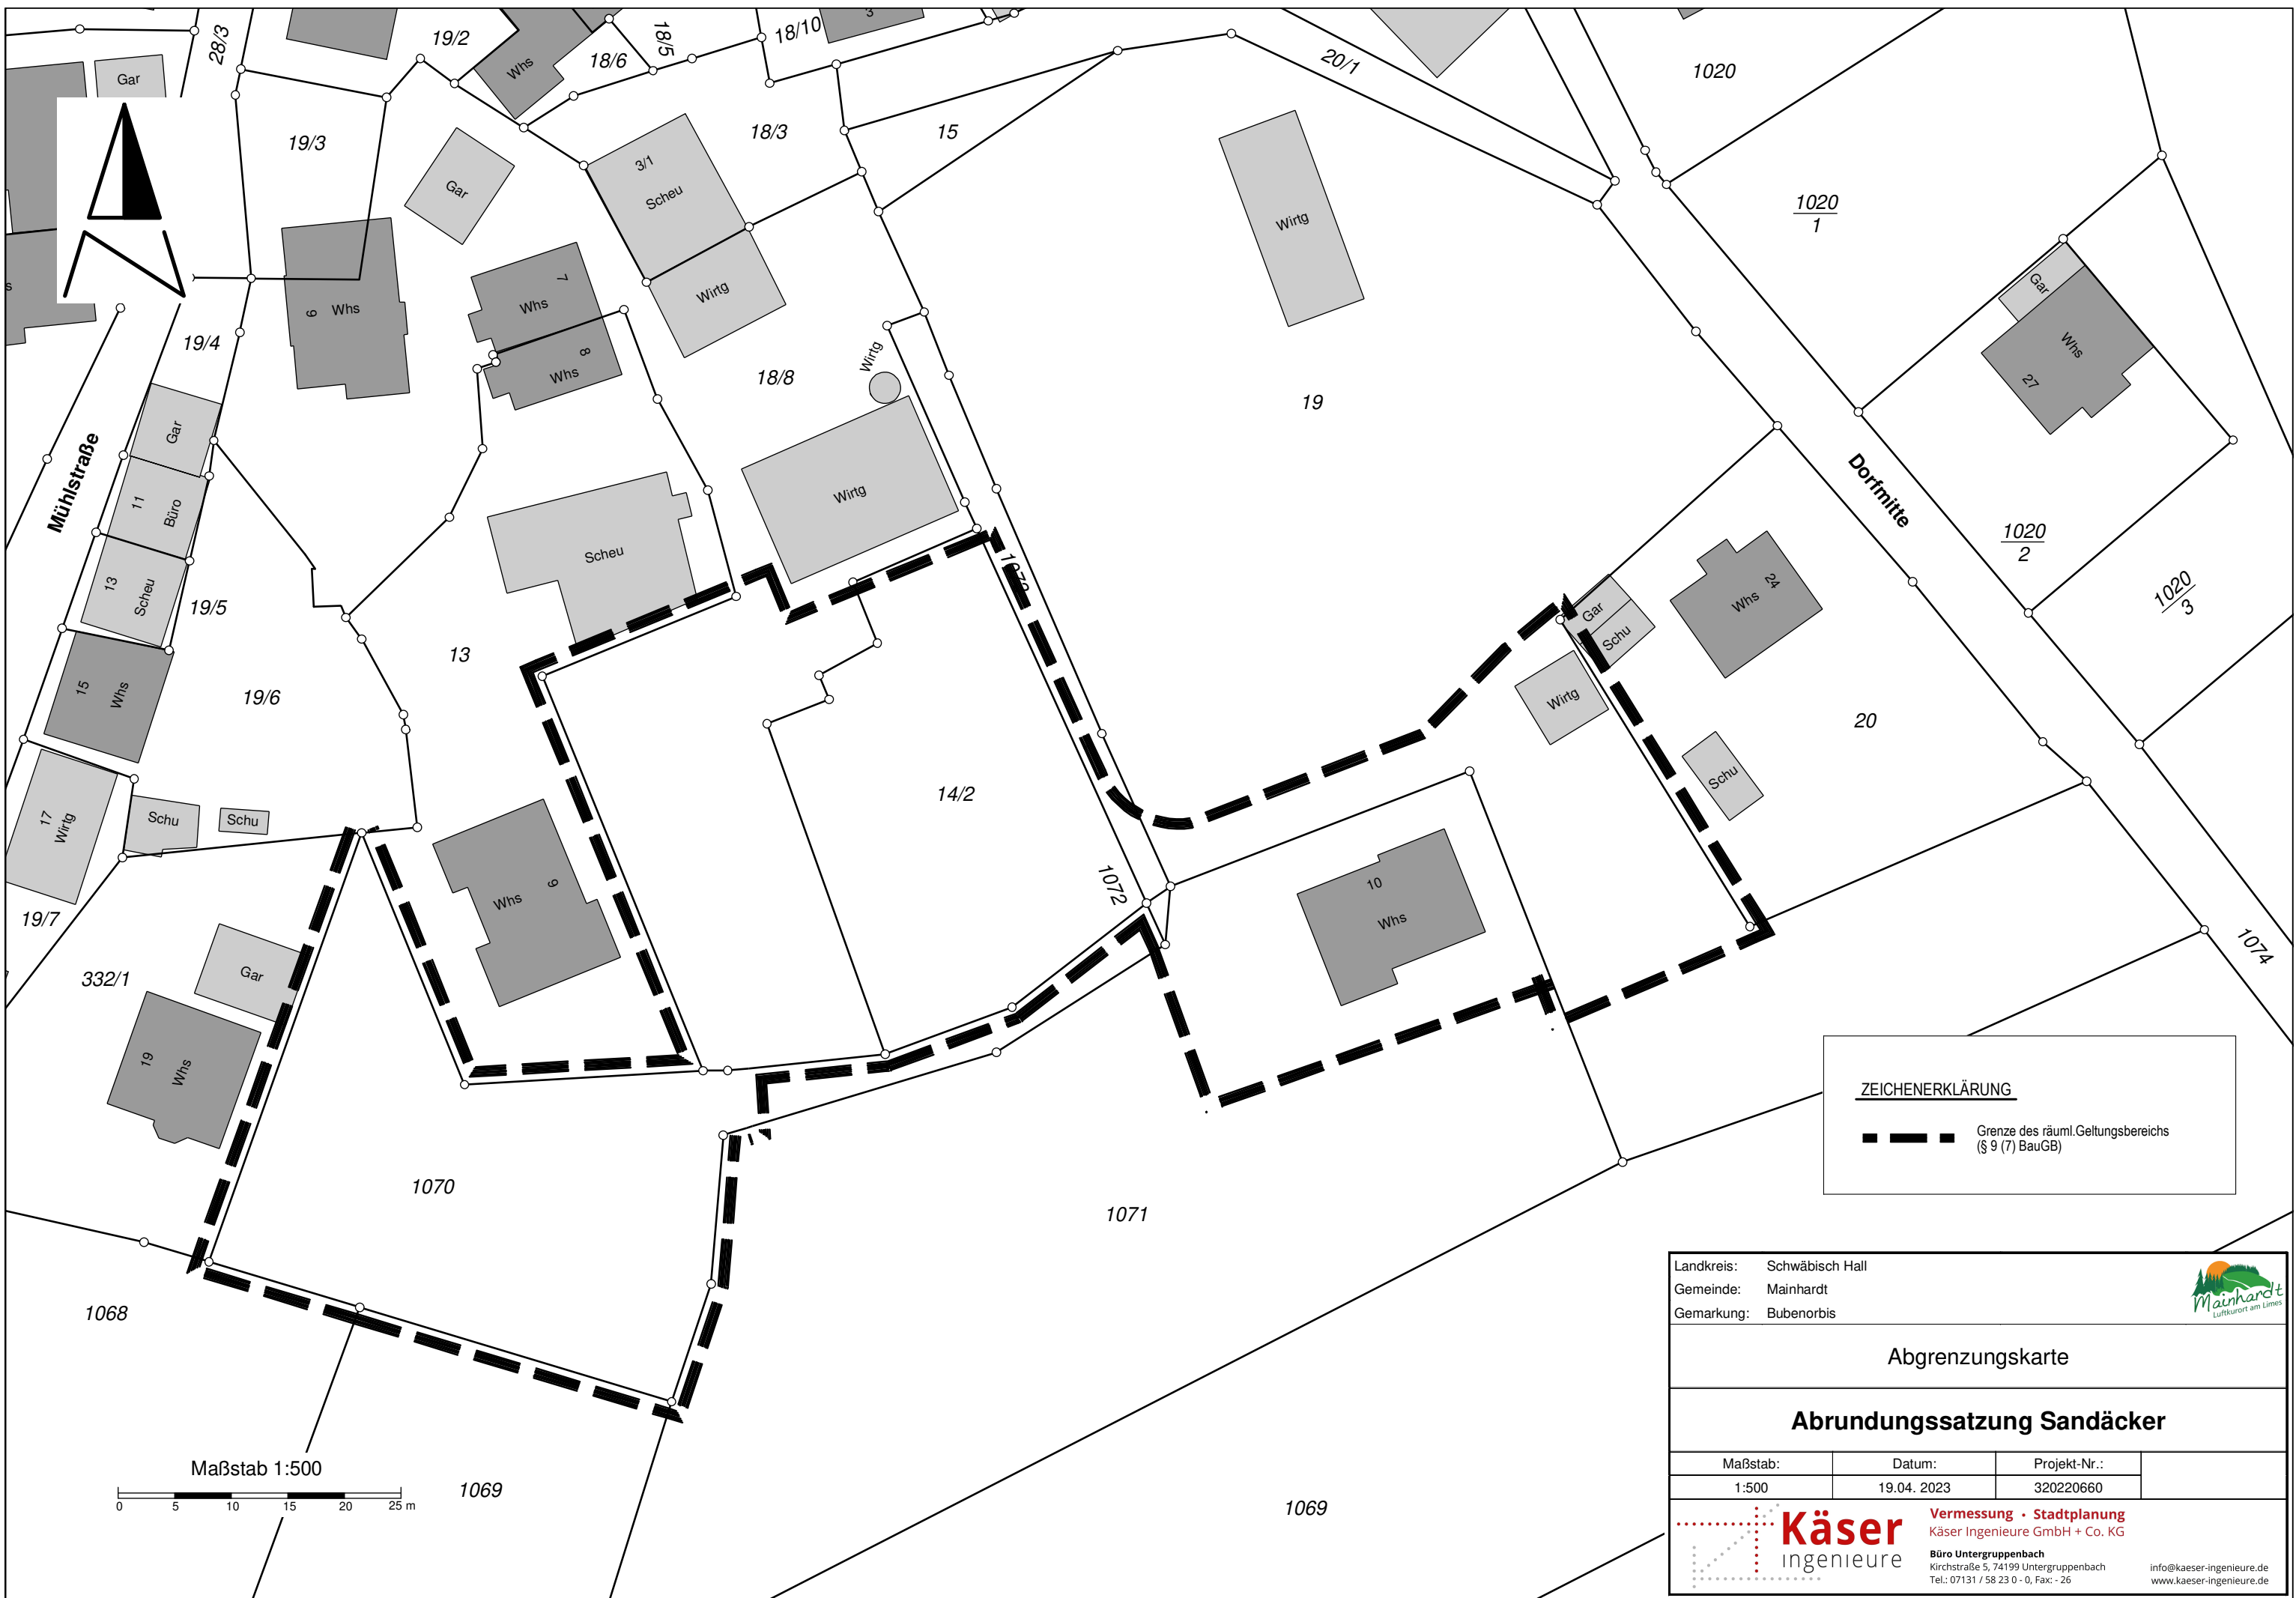 28/3
19/2
18/6
18/5
18/10
3
20/1
1020
Gar
Whs
19/3
Gar
3/1
Scheu
18/3
15
Wirtg
1020
1
Gar
Whs
27
s
9
Whs
7
Whs
8
Whs
Wirtg
Wirtg
19/4
18/8
19
Mühlstraße
Gar
11
Büro
13
Scheu
19/5
Scheu
Wirtg
Dorfmitte
1020
2
1020
3
24
Whs
Gar
Schu
Wirtg
13
15
Whs
19/6
20
Schu
17
Wirtg
Schu
Schu
14/2
1072
10
Whs
9
Whs
19/7
332/1
Gar
19
Whs
1074
1070
1071
1068
1069
1069
Maßstab 1:500
0 5 10 15 20 25 m
ZEICHENERKLÄRUNG
Grenze des räuml.Geltungsbereichs
(§ 9 (7) BauGB)
Landkreis: Schwäbisch Hall
Gemeinde: Mainhardt
Gemarkung: Bubenorbis
Mainhardt
Luftkurort am Limes
Abgrenzungskarte
Abrundungssatzung Sandäcker
Maßstab: Datum: Projekt-Nr.:
1:500 19.04. 2023 320220660
Käser
ingenieure
Vermessung • Stadtplanung
Käser Ingenieure GmbH + Co. KG
Büro Untergruppenbach
Kirchstraße 5, 74199 Untergruppenbach
Tel.: 07131 / 58 23 0 - 0, Fax: - 26
info@kaeser-ingenieure.de
www.kaeser-ingenieure.de